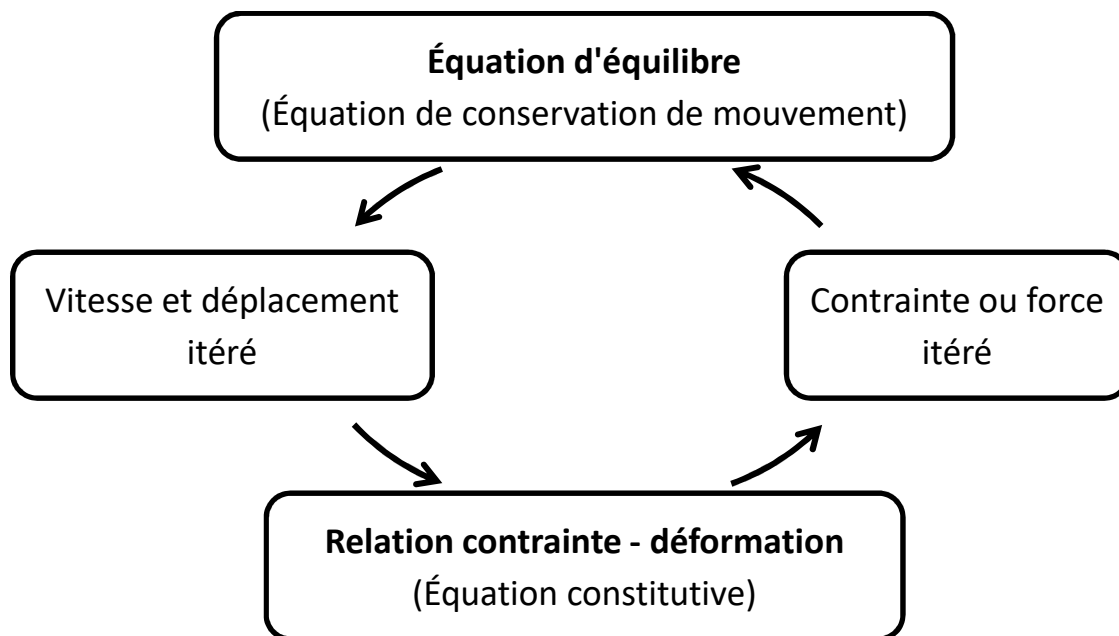 Équation d'équilibre
(Équation de conservation de mouvement)
Vitesse et déplacement
itéré
Contrainte ou force
itéré
Relation contrainte - déformation
(Équation constitutive)